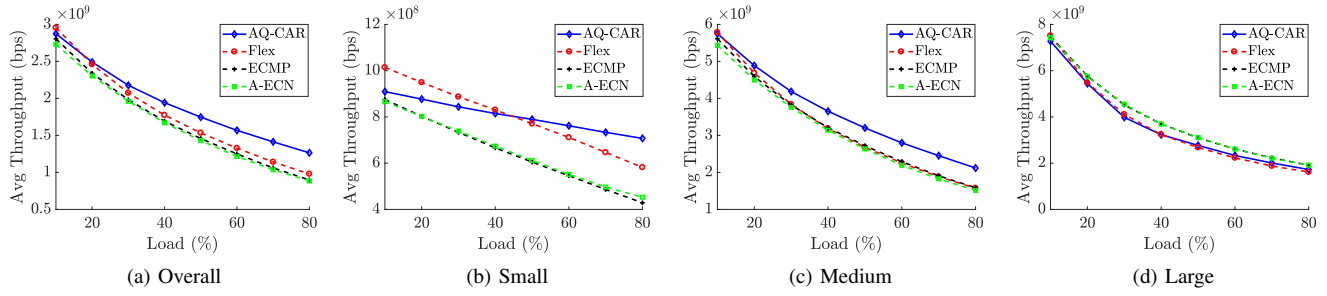 ×10^9
3
2.5
2
1.5
1
0.5
Avg Throughput (bps)
AQ-CAR
Flex
ECMP
A-ECN
20 40 60 80
Load (%)
(a) Overall
×10^8
12
10
8
6
4
Avg Throughput (bps)
AQ-CAR
Flex
ECMP
A-ECN
20 40 60 80
Load (%)
(b) Small
×10^9
6
5
4
3
2
1
Avg Throughput (bps)
AQ-CAR
Flex
ECMP
A-ECN
20 40 60 80
Load (%)
(c) Medium
×10^9
8
6
4
2
0
Avg Throughput (bps)
AQ-CAR
Flex
ECMP
A-ECN
20 40 60 80
Load (%)
(d) Large